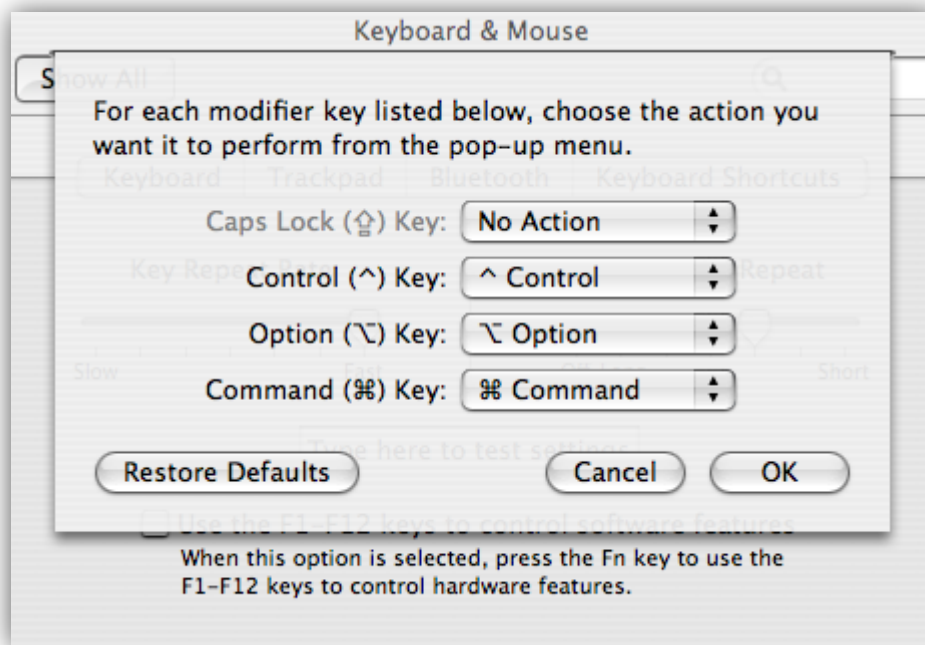 Keyboard & Mouse
Show All
For each modifier key listed below, choose the action you
want it to perform from the pop-up menu.
Keyboard Trackpad Bluetooth Keyboard Shortcuts
Caps Lock (⇪) Key: No Action
Key Repeat Rate Repeat
Control (^) Key: ^ Control
Option (⌥) Key: ⌥ Option
Slow Fast Off Long Short
Command (⌘) Key: ⌘ Command
Type here to test settings
Restore Defaults Cancel OK
Use the F1-F12 keys to control software features
When this option is selected, press the Fn key to use the
F1-F12 keys to control hardware features.